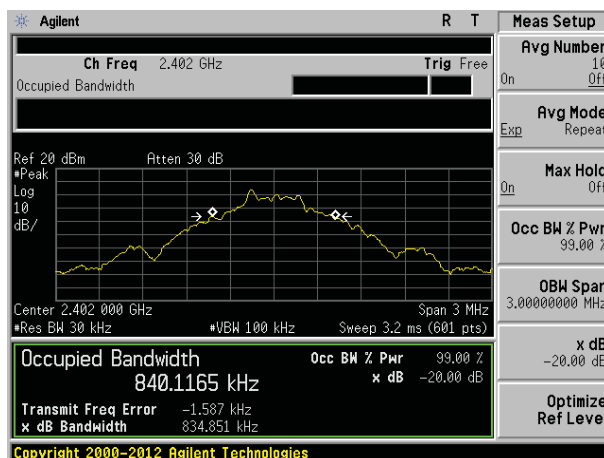 Agilent R T Meas Setup
Ch Freq 2.402 GHz Trig Free
Occupied Bandwidth
Avg Number
10
On Off
Avg Mode
Exp Repeat
Max Hold
On Off
Occ BW % Pwr
99.00 %
OBW Span
3.00000000 MHz
x dB
-20.00 dB
Optimize
Ref Level
Ref 20 dBm Atten 30 dB
#Peak
Log
10
dB/
Center 2.402 000 GHz Span 3 MHz
#Res BW 30 kHz #VBW 100 kHz Sweep 3.2 ms (601 pts)
Occupied Bandwidth Occ BW % Pwr 99.00 %
840.1165 kHz x dB -20.00 dB
Transmit Freq Error -1.587 kHz
x dB Bandwidth 834.851 kHz
Copyright 2000-2012 Agilent Technologies